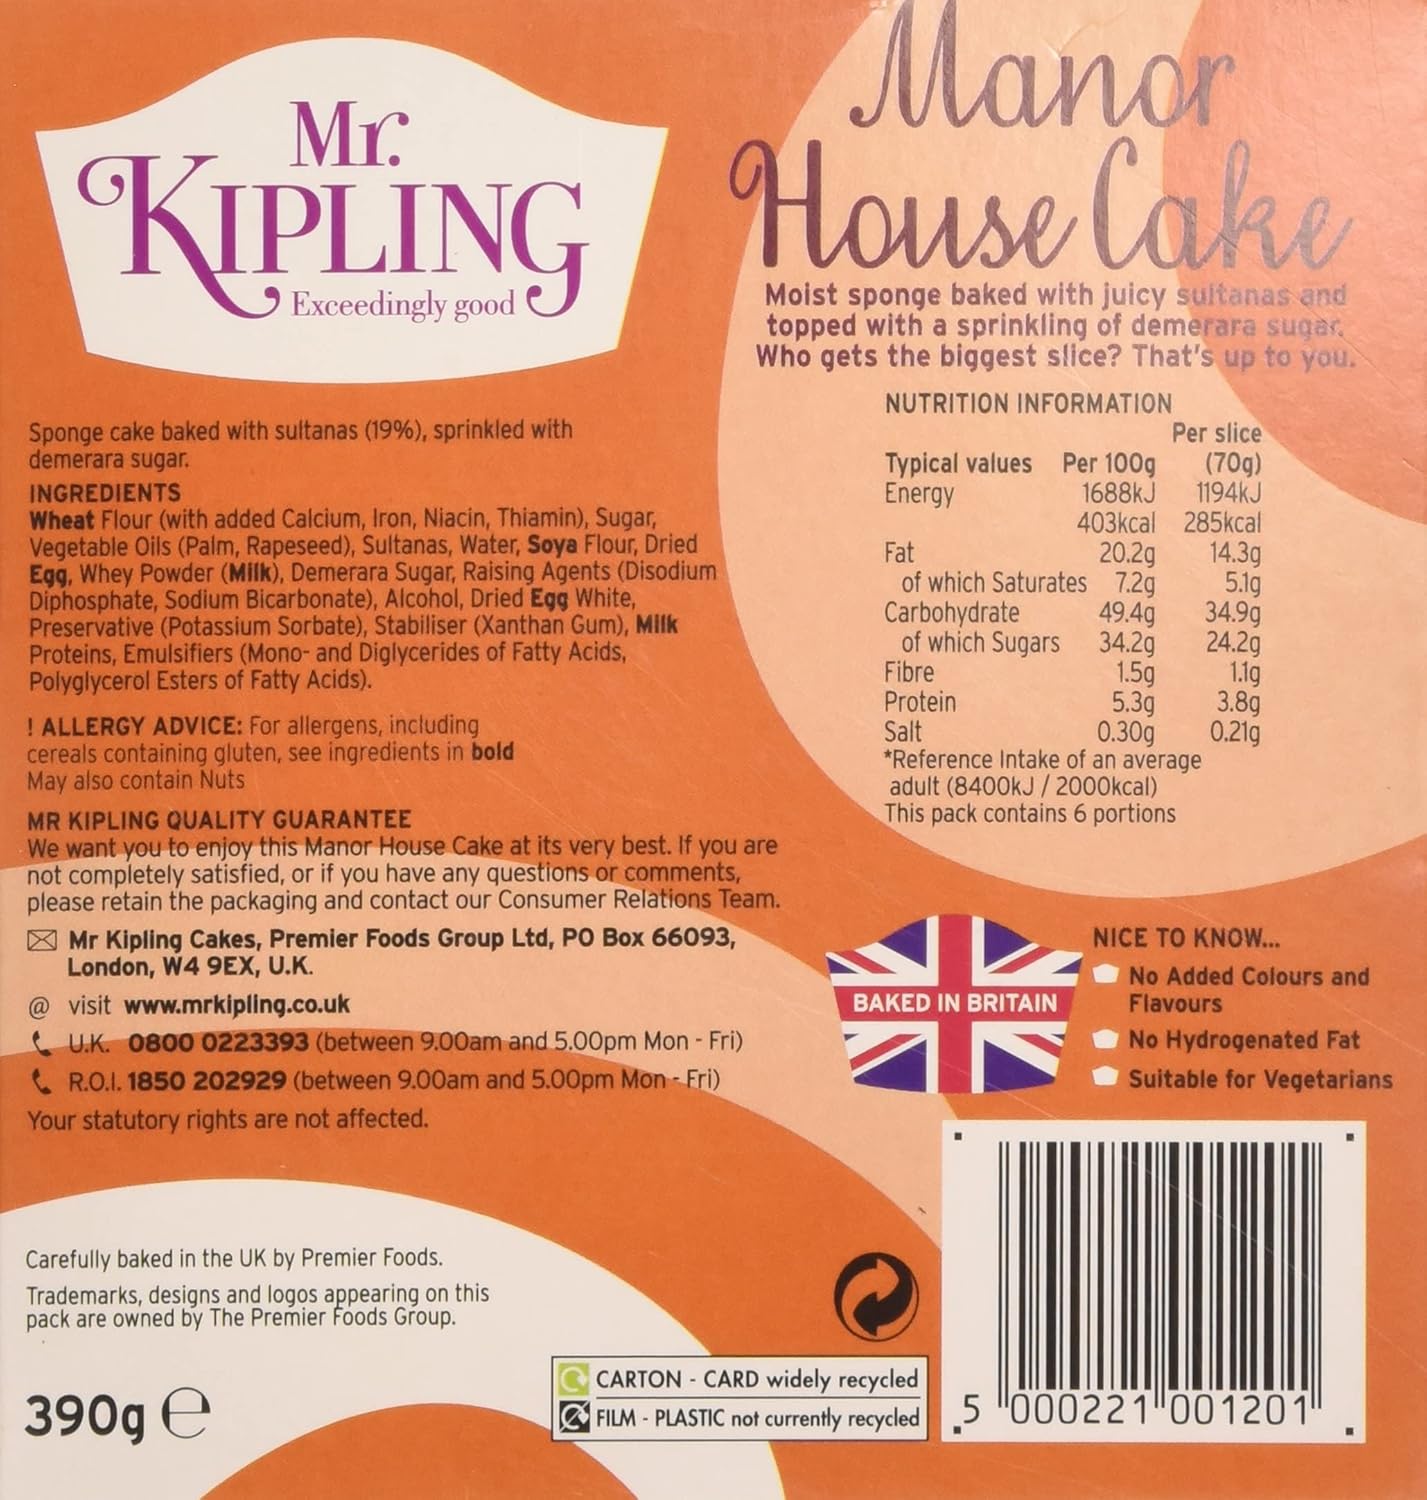 Mr.
KIPLING
Exceedingly good
Manor
House Cake
Moist sponge baked with juicy sultanas and
topped with a sprinkling of demerara sugar.
Who gets the biggest slice? That's up to you.
Sponge cake baked with sultanas (19%), sprinkled with
demerara sugar.
INGREDIENTS
Wheat Flour (with added Calcium, Iron, Niacin, Thiamin), Sugar,
Vegetable Oils (Palm, Rapeseed), Sultanas, Water, Soya Flour, Dried
Egg, Whey Powder (Milk), Demerara Sugar, Raising Agents (Disodium
Diphosphate, Sodium Bicarbonate), Alcohol, Dried Egg White,
Preservative (Potassium Sorbate), Stabiliser (Xanthan Gum), Milk
Proteins, Emulsifiers (Mono- and Diglycerides of Fatty Acids,
Polyglycerol Esters of Fatty Acids).
! ALLERGY ADVICE: For allergens, including
cereals containing gluten, see ingredients in bold
May also contain Nuts
MR KIPLING QUALITY GUARANTEE
We want you to enjoy this Manor House Cake at its very best. If you are
not completely satisfied, or if you have any questions or comments,
please retain the packaging and contact our Consumer Relations Team.
Mr Kipling Cakes, Premier Foods Group Ltd, PO Box 66093,
London, W4 9EX, U.K.
@ visit www.mrkipling.co.uk
U.K. 0800 0223393 (between 9.00am and 5.00pm Mon - Fri)
R.O.I. 1850 202929 (between 9.00am and 5.00pm Mon - Fri)
Your statutory rights are not affected.
NUTRITION INFORMATION
Per slice
Typical values Per 100g (70g)
Energy 1688kJ 1194kJ
403kcal 285kcal
Fat 20.2g 14.3g
of which Saturates 7.2g 5.1g
Carbohydrate 49.4g 34.9g
of which Sugars 34.2g 24.2g
Fibre 1.5g 1.1g
Protein 5.3g 3.8g
Salt 0.30g 0.21g
*Reference Intake of an average
adult (8400kJ / 2000kcal)
This pack contains 6 portions
BAKED IN BRITAIN
NICE TO KNOW...
No Added Colours and
Flavours
No Hydrogenated Fat
Suitable for Vegetarians
Carefully baked in the UK by Premier Foods.
Trademarks, designs and logos appearing on this
pack are owned by The Premier Foods Group.
390g ℮
CARTON - CARD widely recycled
FILM - PLASTIC not currently recycled
5 000221 001201